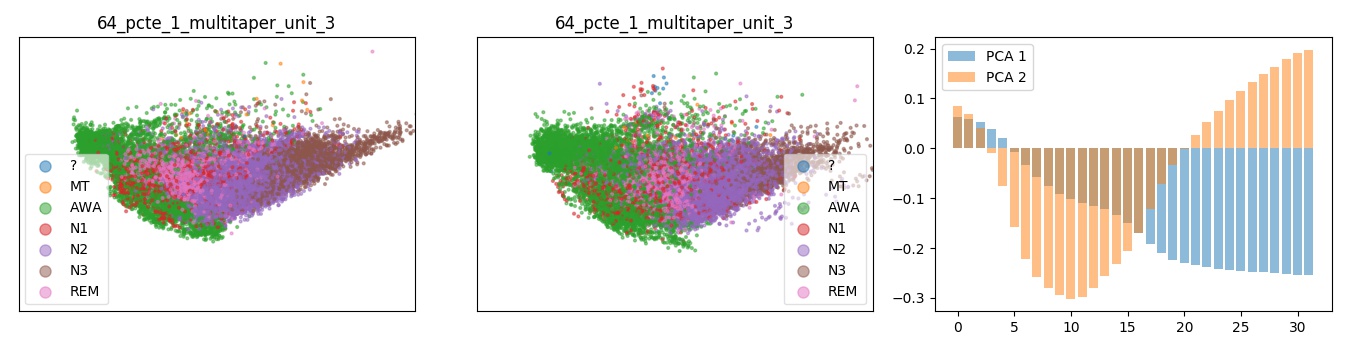 64_pcte_1_multitaper_unit_3
?
MT
AWA
N1
N2
N3
REM
64_pcte_1_multitaper_unit_3
?
MT
AWA
N1
N2
N3
REM
PCA 1
PCA 2
0.2
0.1
0.0
−0.1
−0.2
−0.3
0 5 10 15 20 25 30